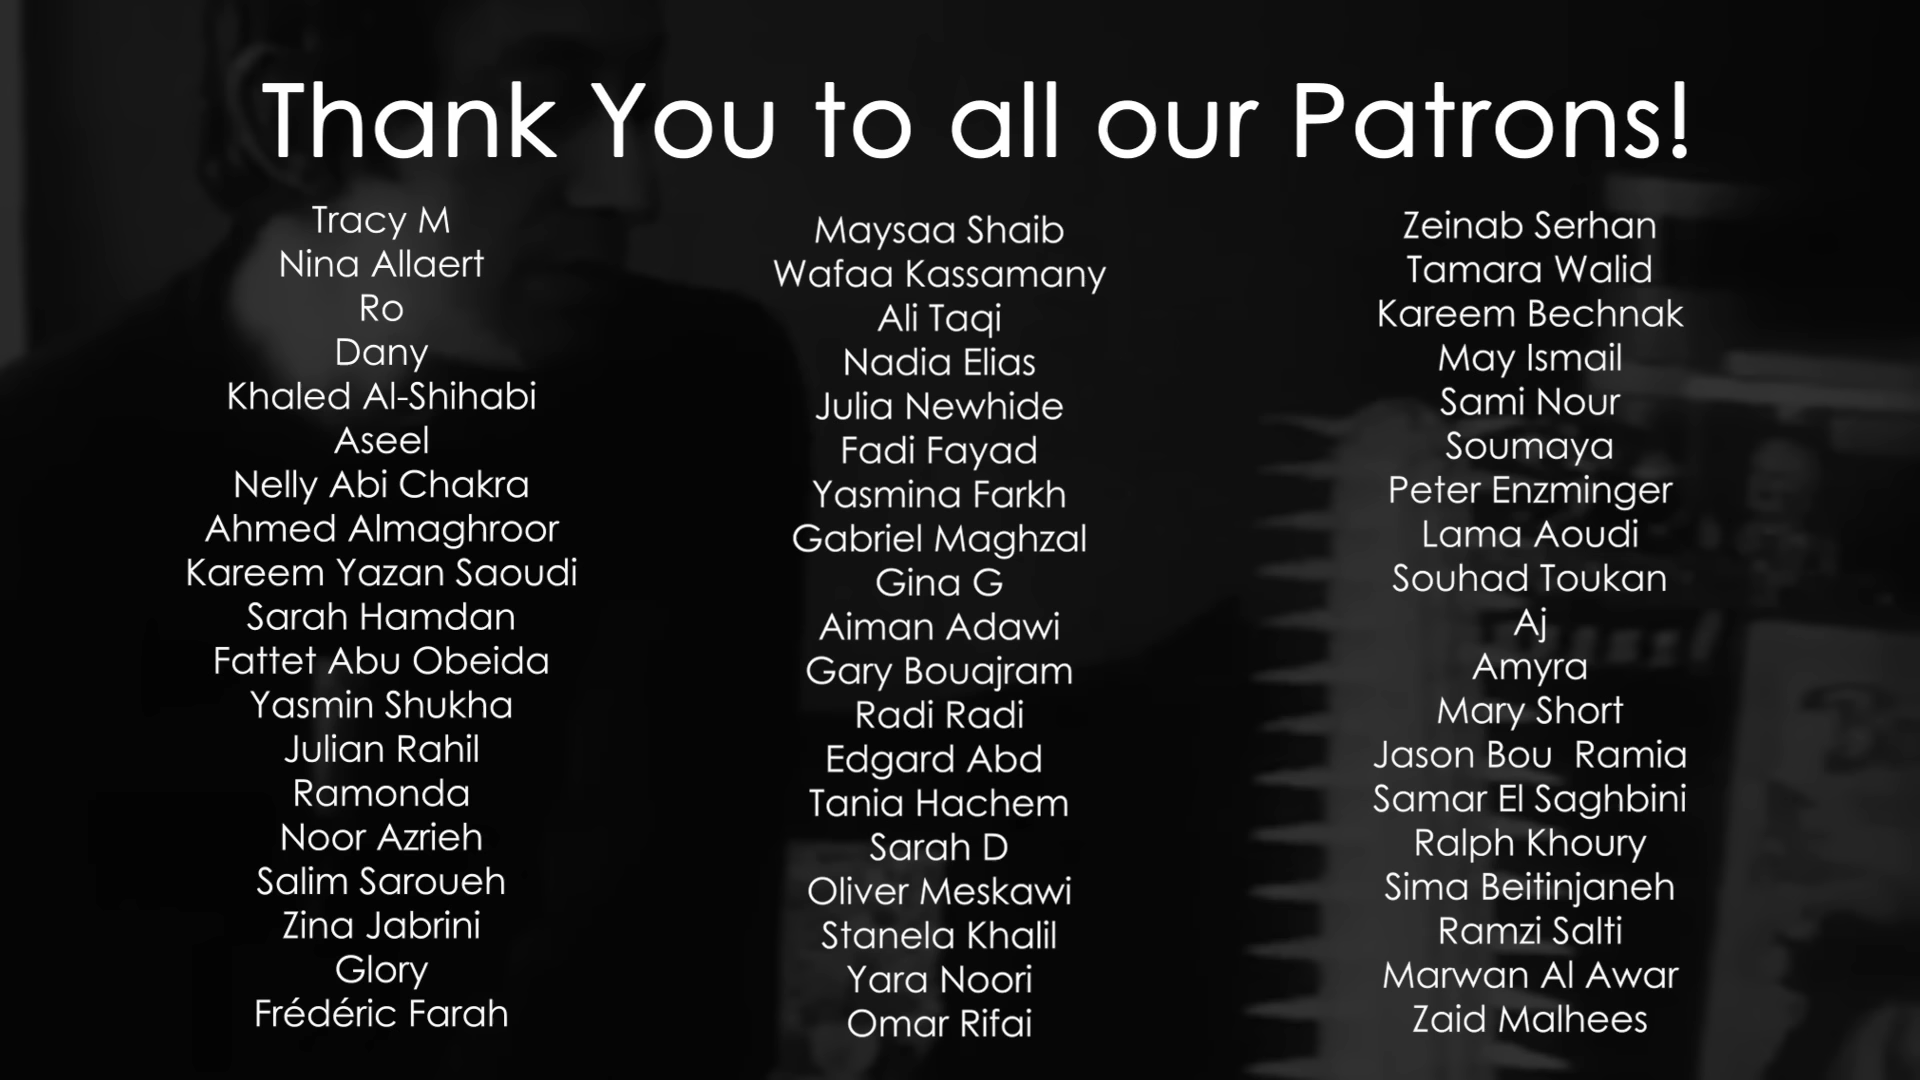 Thank You to all our Patrons!
Tracy M
Nina Allaert
Ro
Dany
Khaled Al-Shihabi
Aseel
Nelly Abi Chakra
Ahmed Almaghroor
Kareem Yazan Saoudi
Sarah Hamdan
Fattet Abu Obeida
Yasmin Shukha
Julian Rahil
Ramonda
Noor Azrieh
Salim Saroueh
Zina Jabrini
Glory
Frédéric Farah
Maysaa Shaib
Wafaa Kassamany
Ali Taqi
Nadia Elias
Julia Newhide
Fadi Fayad
Yasmina Farkh
Gabriel Maghzal
Gina G
Aiman Adawi
Gary Bouajram
Radi Radi
Edgard Abd
Tania Hachem
Sarah D
Oliver Meskawi
Stanela Khalil
Yara Noori
Omar Rifai
Zeinab Serhan
Tamara Walid
Kareem Bechnak
May Ismail
Sami Nour
Soumaya
Peter Enzminger
Lama Aoudi
Souhad Toukan
Aj
Amyra
Mary Short
Jason Bou  Ramia
Samar El Saghbini
Ralph Khoury
Sima Beitinjaneh
Ramzi Salti
Marwan Al Awar
Zaid Malhees